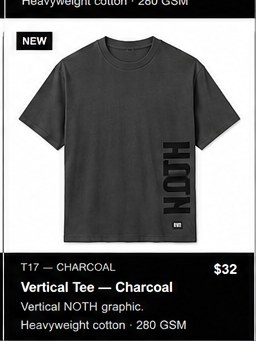 Heavyweight cotton · 280 GSM
NEW
NOTH
T17 — CHARCOAL
$32
Vertical Tee — Charcoal
Vertical NOTH graphic.
Heavyweight cotton · 280 GSM